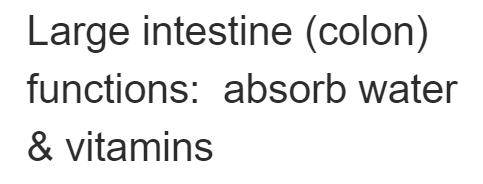 Large intestine (colon)
functions:  absorb water
& vitamins